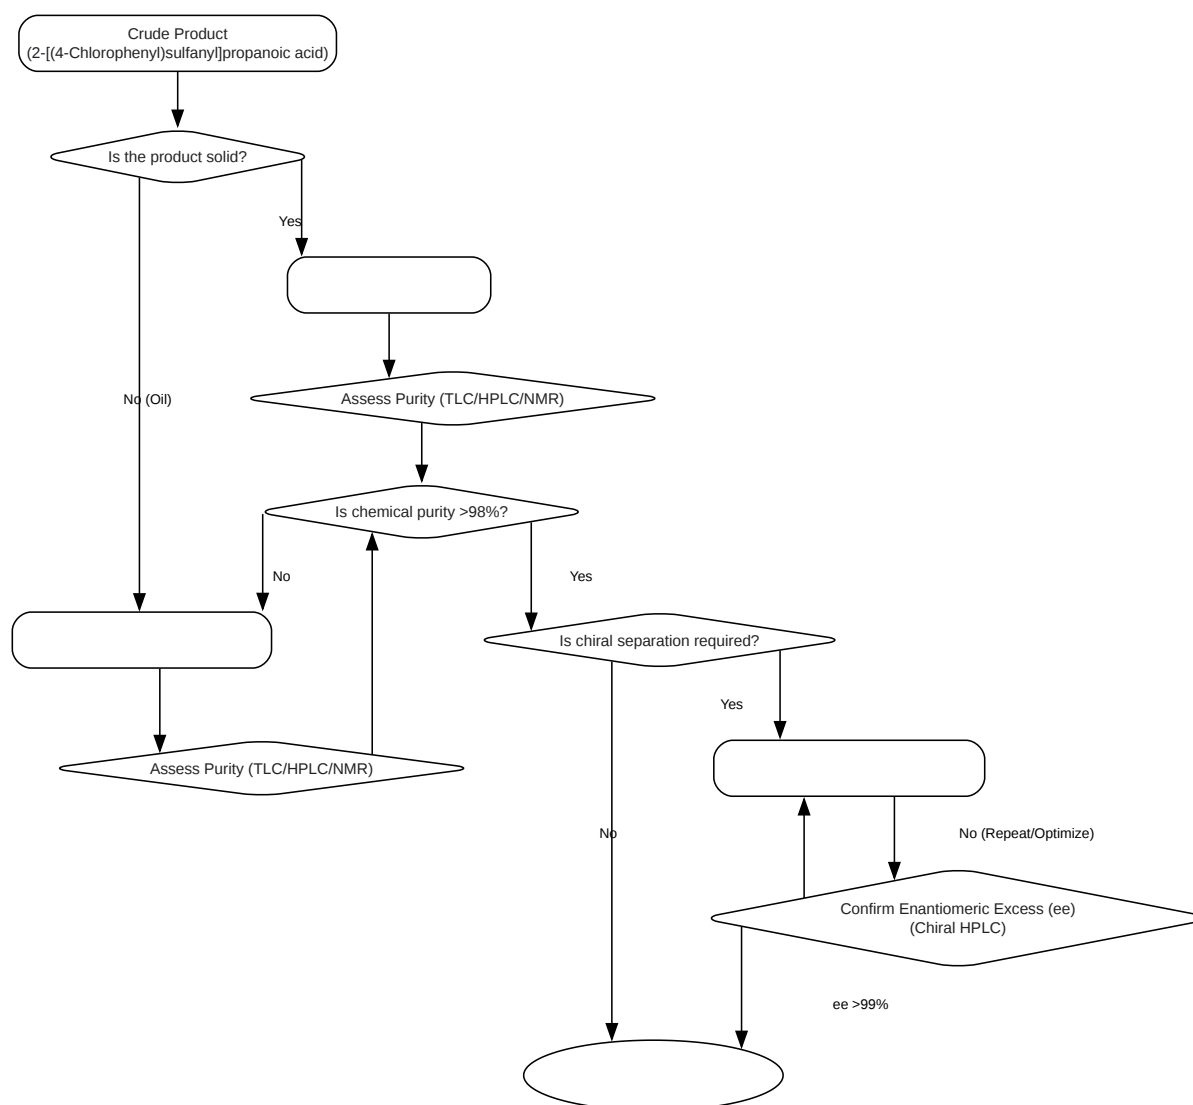 Crude Product
(2-[(4-Chlorophenyl)sulfanyl]propanoic acid)
Is the product solid?
Yes
No (Oil)
Assess Purity (TLC/HPLC/NMR)
Is chemical purity >98%?
No
Yes
Is chiral separation required?
Yes
Assess Purity (TLC/HPLC/NMR)
No
No (Repeat/Optimize)
Confirm Enantiomeric Excess (ee)
(Chiral HPLC)
ee >99%